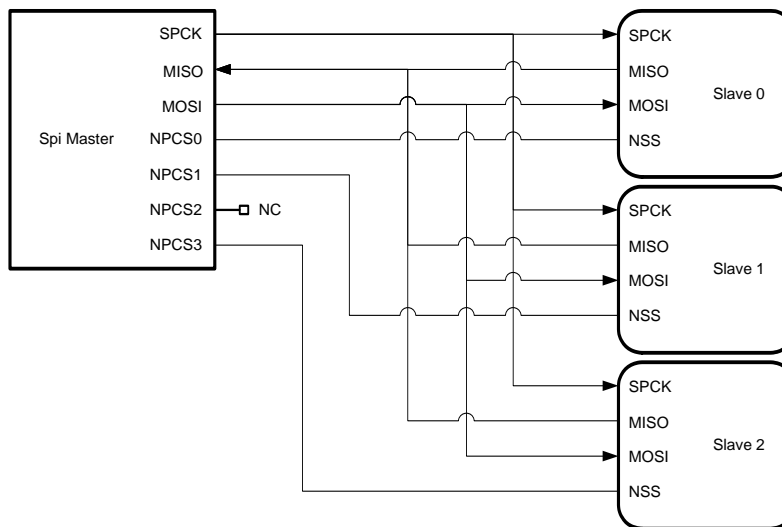 SPCK
MISO
MOSI
Spi Master
NPCS0
NPCS1
NPCS2
NC
NPCS3
SPCK
MISO
Slave 0
MOSI
NSS
SPCK
MISO
Slave 1
MOSI
NSS
SPCK
MISO
Slave 2
MOSI
NSS